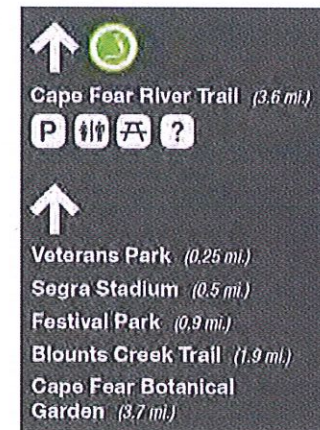 Cape Fear River Trail (3.6 mi.)
P ?
Veterans Park (0.25 mi.)
Segra Stadium (0.5 mi.)
Festival Park (0.9 mi.)
Blounts Creek Trail (1.9 mi.)
Cape Fear Botanical
Garden (3.7 mi.)